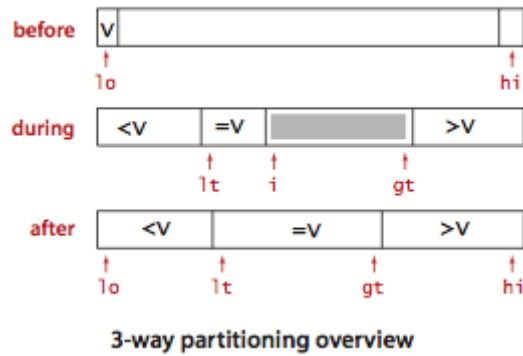 before v
lo hi
during <v =v >v
lt i gt
after <v =v >v
lo lt gt hi
3-way partitioning overview